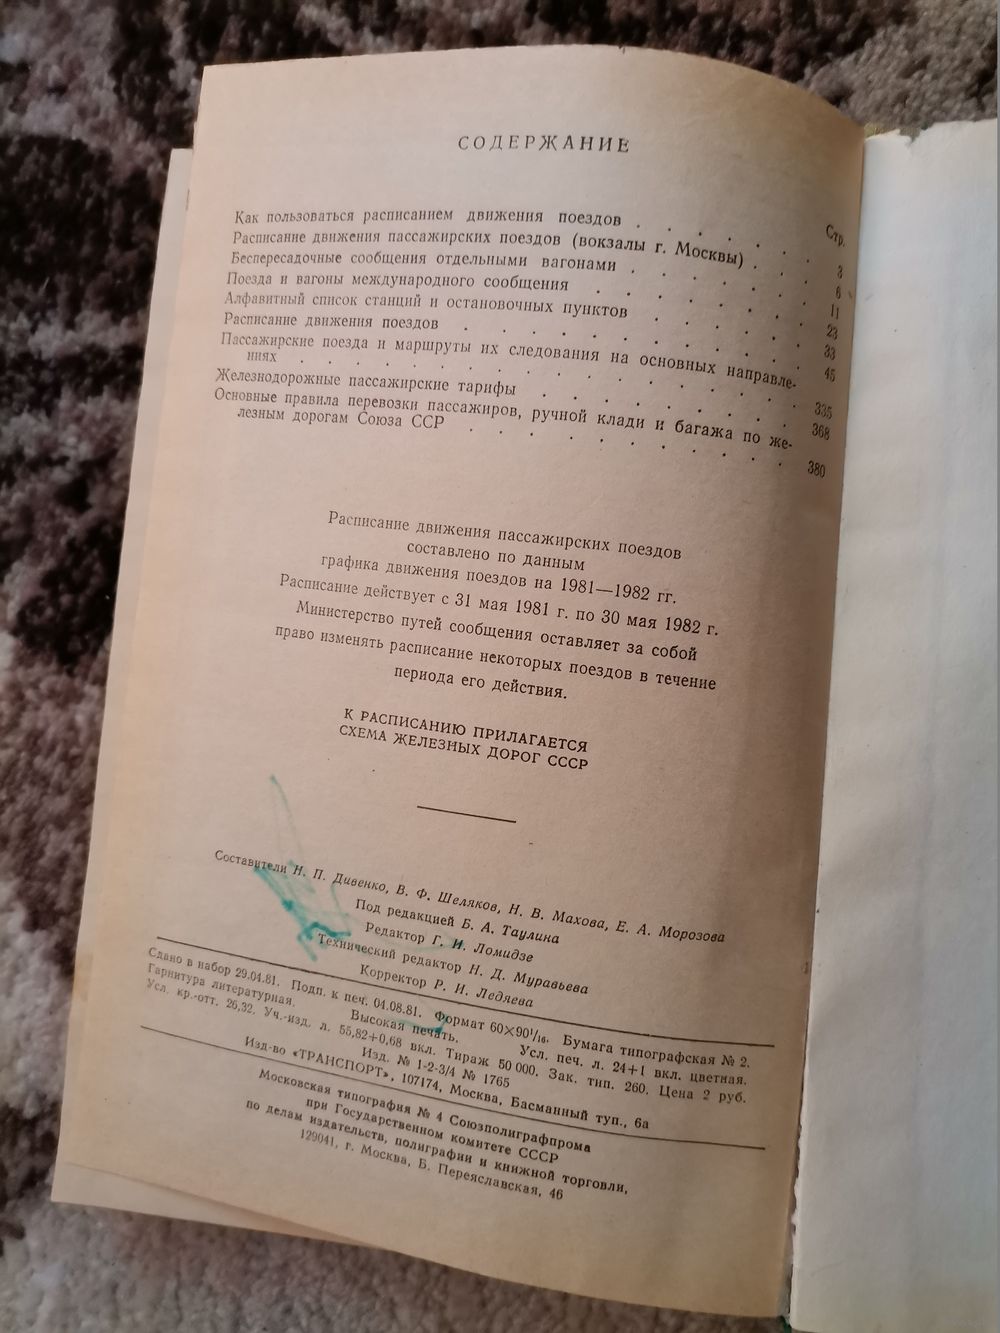 СОДЕРЖАНИЕ
Стр.
Как пользоваться расписанием движения поездов . . . . . . 3
Расписание движения пассажирских поездов (вокзалы г. Москвы) . . . 6
Беспересадочные сообщения отдельными вагонами . . . . . . 11
Поезда и вагоны международного сообщения . . . . . . . 23
Алфавитный список станций и остановочных пунктов . . . . . 33
Расписание движения поездов . . . . . . . . . . 45
Пассажирские поезда и маршруты их следования на основных направле-
ниях . . . . . . . . . . . . . . 335
Железнодорожные пассажирские тарифы . . . . . . . . 368
Основные правила перевозки пассажиров, ручной клади и багажа по же-
лезным дорогам Союза ССР . . . . . . . . 380
Расписание движения пассажирских поездов
составлено по данным
графика движения поездов на 1981—1982 гг.
Расписание действует с 31 мая 1981 г. по 30 мая 1982 г.
Министерство путей сообщения оставляет за собой
право изменять расписание некоторых поездов в течение
периода его действия.
К РАСПИСАНИЮ ПРИЛАГАЕТСЯ
СХЕМА ЖЕЛЕЗНЫХ ДОРОГ СССР
Составители Н. П. Дивенко, В. Ф. Шеляков, Н. В. Махова, Е. А. Морозова
Под редакцией Б. А. Таулина
Редактор Г. И. Ломидзе
Технический редактор Н. Д. Муравьева
Корректор Р. И. Ледяева
Сдано в набор 29.04.81. Подп. к печ. 04.08.81. Формат 60×90¹/₁₆. Бумага типографская № 2.
Гарнитура литературная. Высокая печать. Усл. печ. л. 24+1 вкл. цветная.
Усл. кр.-отт. 26,32. Уч.-изд. л. 55,82+0,68 вкл. Тираж 50 000. Зак. тип. 260. Цена 2 руб.
Изд. № 1-2-3/4 № 1765
Изд-во «ТРАНСПОРТ», 107174, Москва, Басманный туп., 6а
Московская типография № 4 Союзполиграфпрома
при Государственном комитете СССР
по делам издательств, полиграфии и книжной торговли,
129041, г. Москва, Б. Переяславская, 46